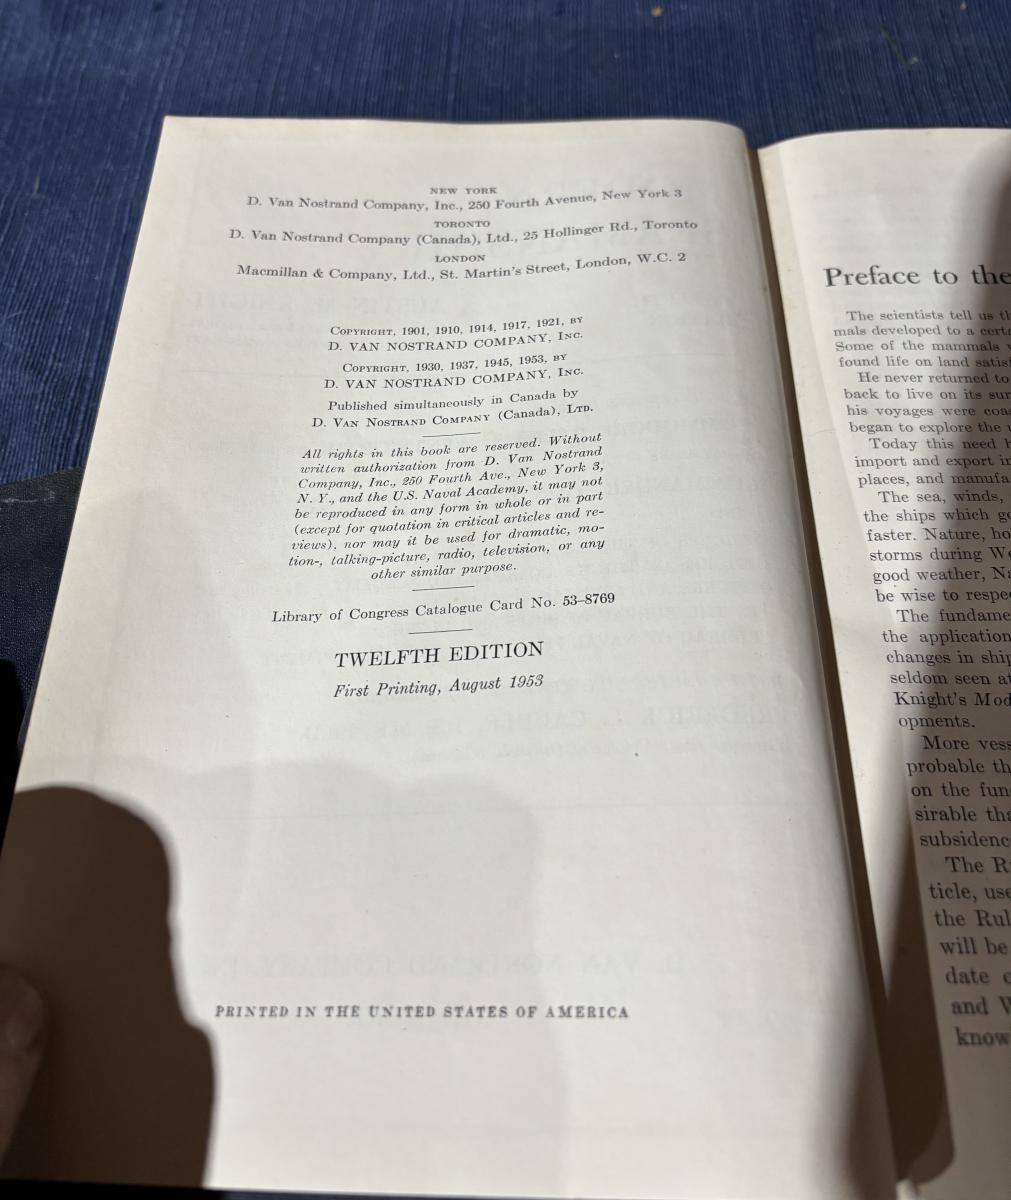 NEW YORK
D. Van Nostrand Company, Inc., 250 Fourth Avenue, New York 3
TORONTO
D. Van Nostrand Company (Canada), Ltd., 25 Hollinger Rd., Toronto
LONDON
Macmillan & Company, Ltd., St. Martin's Street, London, W.C. 2
COPYRIGHT, 1901, 1910, 1914, 1917, 1921, BY
D. VAN NOSTRAND COMPANY, INC.
COPYRIGHT, 1930, 1937, 1945, 1953, BY
D. VAN NOSTRAND COMPANY, INC.
Published simultaneously in Canada by
D. VAN NOSTRAND COMPANY (Canada), LTD.
All rights in this book are reserved. Without
written authorization from D. Van Nostrand
Company, Inc., 250 Fourth Ave., New York 3,
N. Y., and the U.S. Naval Academy, it may not
be reproduced in any form in whole or in part
(except for quotation in critical articles and re-
views), nor may it be used for dramatic, mo-
tion-, talking-picture, radio, television, or any
other similar purpose.
Library of Congress Catalogue Card No. 53-8769
TWELFTH EDITION
First Printing, August 1953
PRINTED IN THE UNITED STATES OF AMERICA
Preface to the
The scientists tell us
mals developed to a
Some of the mammals
found life on land
He never returned to
back to live on its
his voyages were
began to explore the
Today this need
import and export
places, and
The sea, winds,
the ships which
faster. Nature,
storms during
good weather,
be wise to
The
the application
changes in
seldom seen
Knight's
opments.
More
probable
on the
sirable
The
ticle,
the
will be
date
and